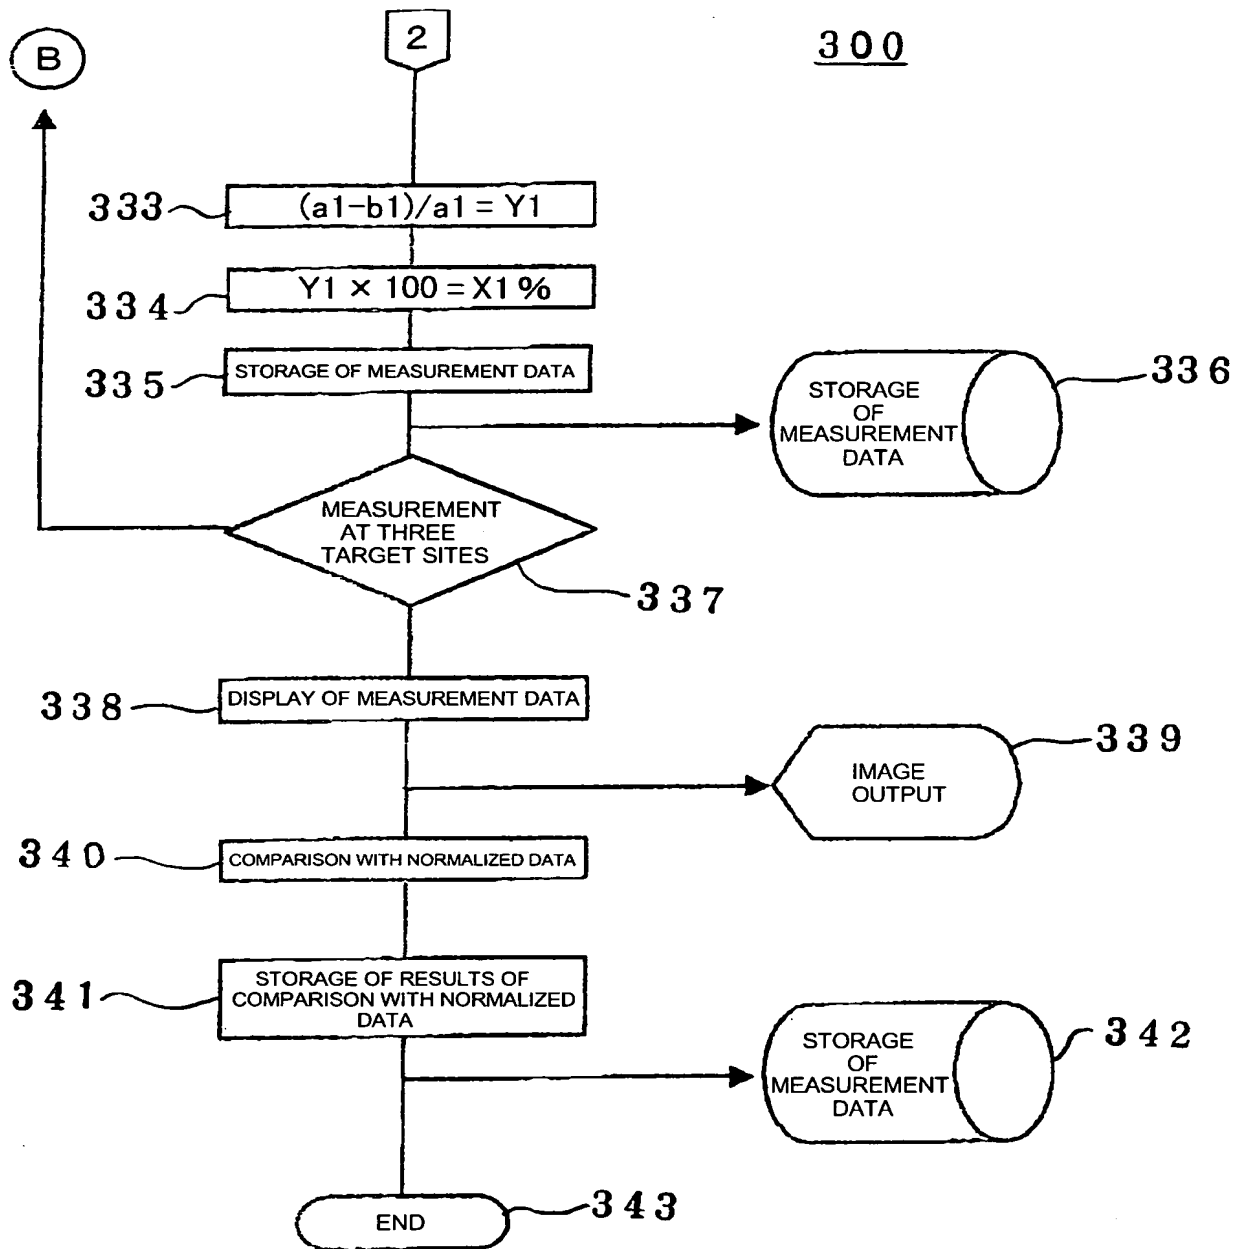 B
2
300
333
(a1-b1)/a1 = Y1
334
Y1 × 100 = X1%
335
STORAGE OF MEASUREMENT DATA
336
STORAGE
OF
MEASUREMENT
DATA
MEASUREMENT
AT THREE
TARGET SITES
337
338
DISPLAY OF MEASUREMENT DATA
339
IMAGE
OUTPUT
340
COMPARISON WITH NORMALIZED DATA
341
STORAGE OF RESULTS OF
COMPARISON WITH NORMALIZED
DATA
342
STORAGE
OF
MEASUREMENT
DATA
343
END